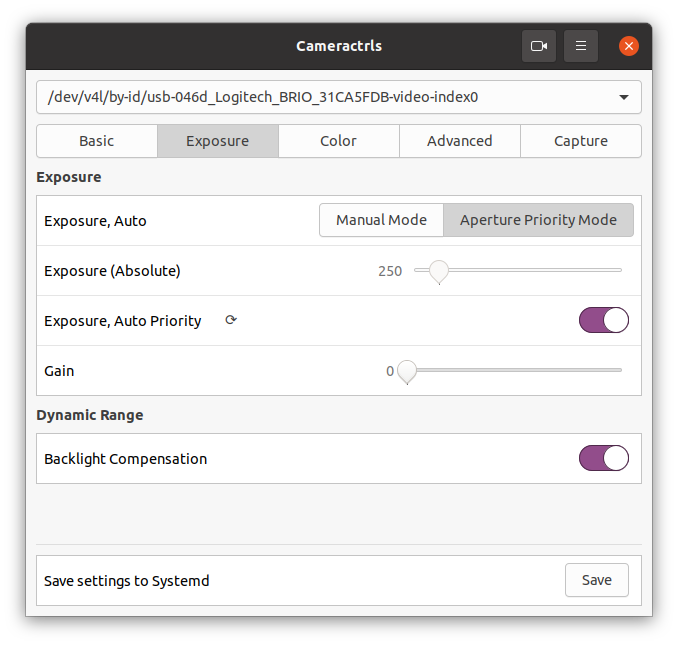 Cameractrls
/dev/v4l/by-id/usb-046d_Logitech_BRIO_31CA5FDB-video-index0
Basic Exposure Color Advanced Capture
Exposure
Exposure, Auto Manual Mode Aperture Priority Mode
Exposure (Absolute) 250
Exposure, Auto Priority
Gain 0
Dynamic Range
Backlight Compensation
Save settings to Systemd Save